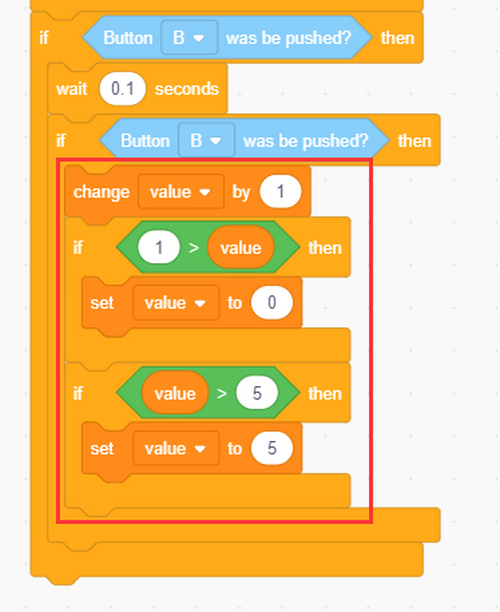 if Button B was be pushed? then
wait 0.1 seconds
if Button B was be pushed? then
change value by 1
if 1 > value then
set value to 0
if value > 5 then
set value to 5